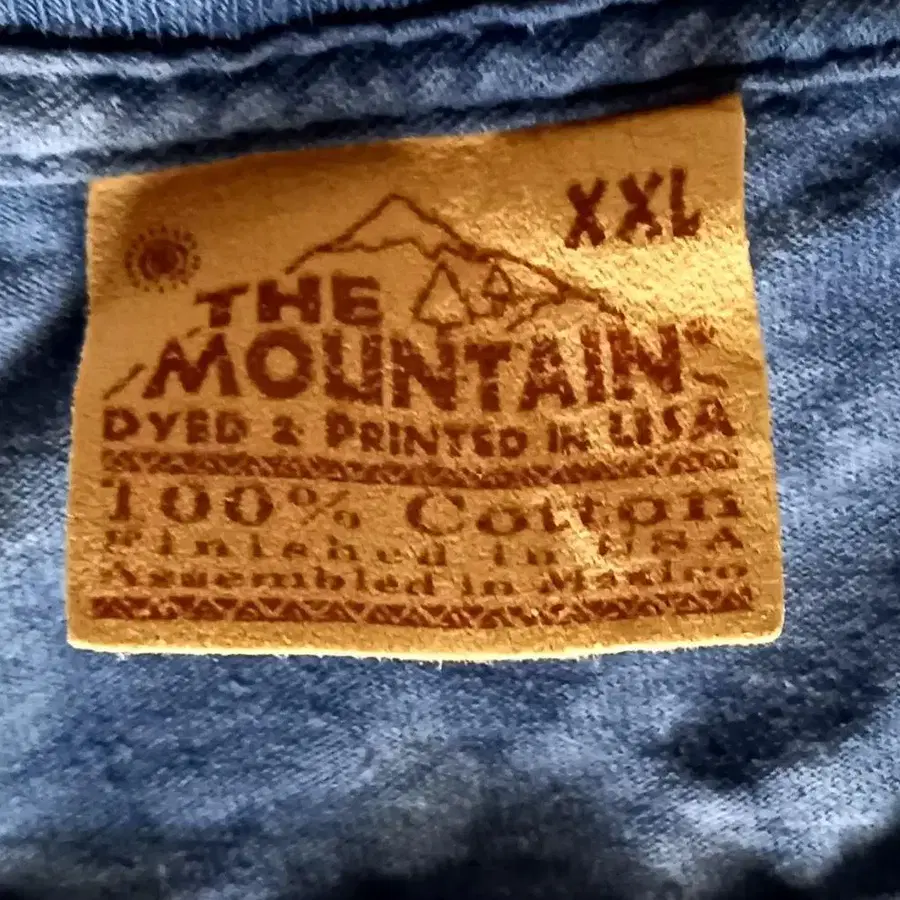 XXL
THE
MOUNTAIN
DYED & PRINTED IN USA
100% Cotton
Finished in USA
Assembled in Mexico